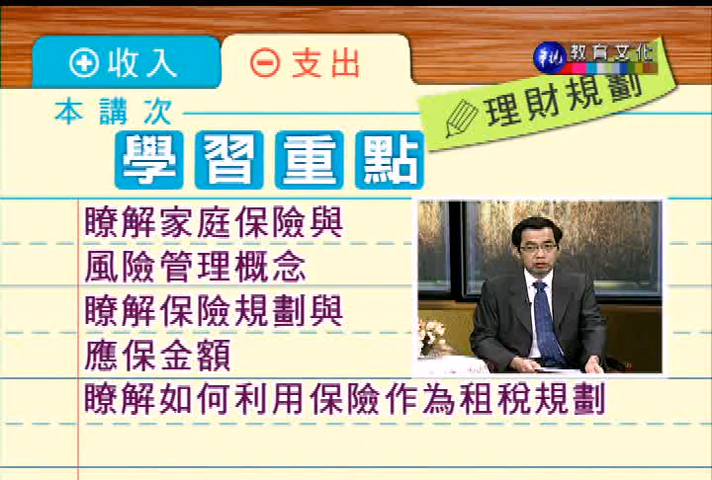 ⊕收入
⊖支出
華視 教育文化
理財規劃
本講次
學習重點
瞭解家庭保險與
風險管理概念
瞭解保險規劃與
應保金額
瞭解如何利用保險作為租稅規劃